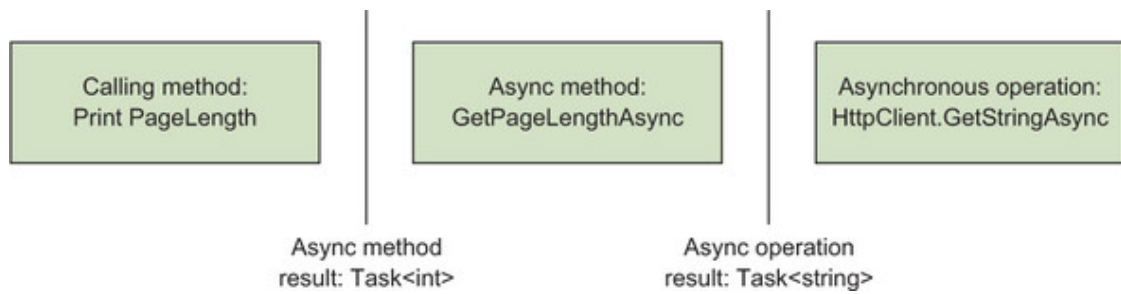 Calling method:
Print PageLength
Async method:
GetPageLengthAsync
Asynchronous operation:
HttpClient.GetStringAsync
Async method
result: Task<int>
Async operation
result: Task<string>